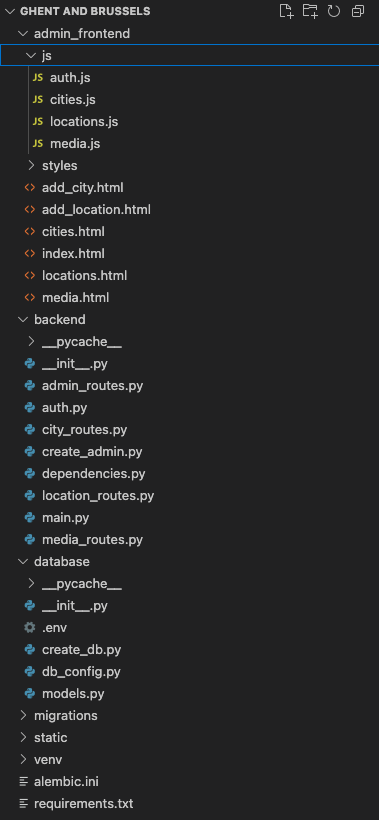 GHENT AND BRUSSELS
admin_frontend
js
JS auth.js
JS cities.js
JS locations.js
JS media.js
styles
<> add_city.html
<> add_location.html
<> cities.html
<> index.html
<> locations.html
<> media.html
backend
__pycache__
__init__.py
admin_routes.py
auth.py
city_routes.py
create_admin.py
dependencies.py
location_routes.py
main.py
media_routes.py
database
__pycache__
__init__.py
.env
create_db.py
db_config.py
models.py
migrations
static
venv
alembic.ini
requirements.txt